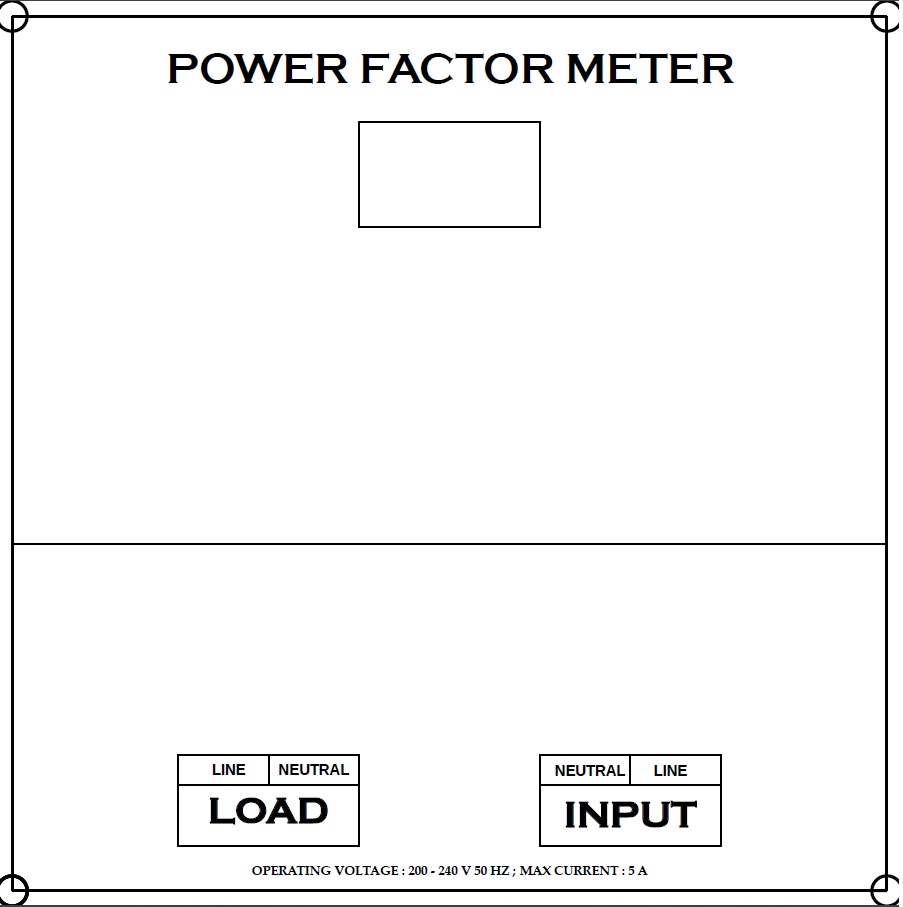 POWER FACTOR METER
LINE NEUTRAL
LOAD
NEUTRAL LINE
INPUT
OPERATING VOLTAGE : 200 - 240 V 50 HZ ; MAX CURRENT : 5 A